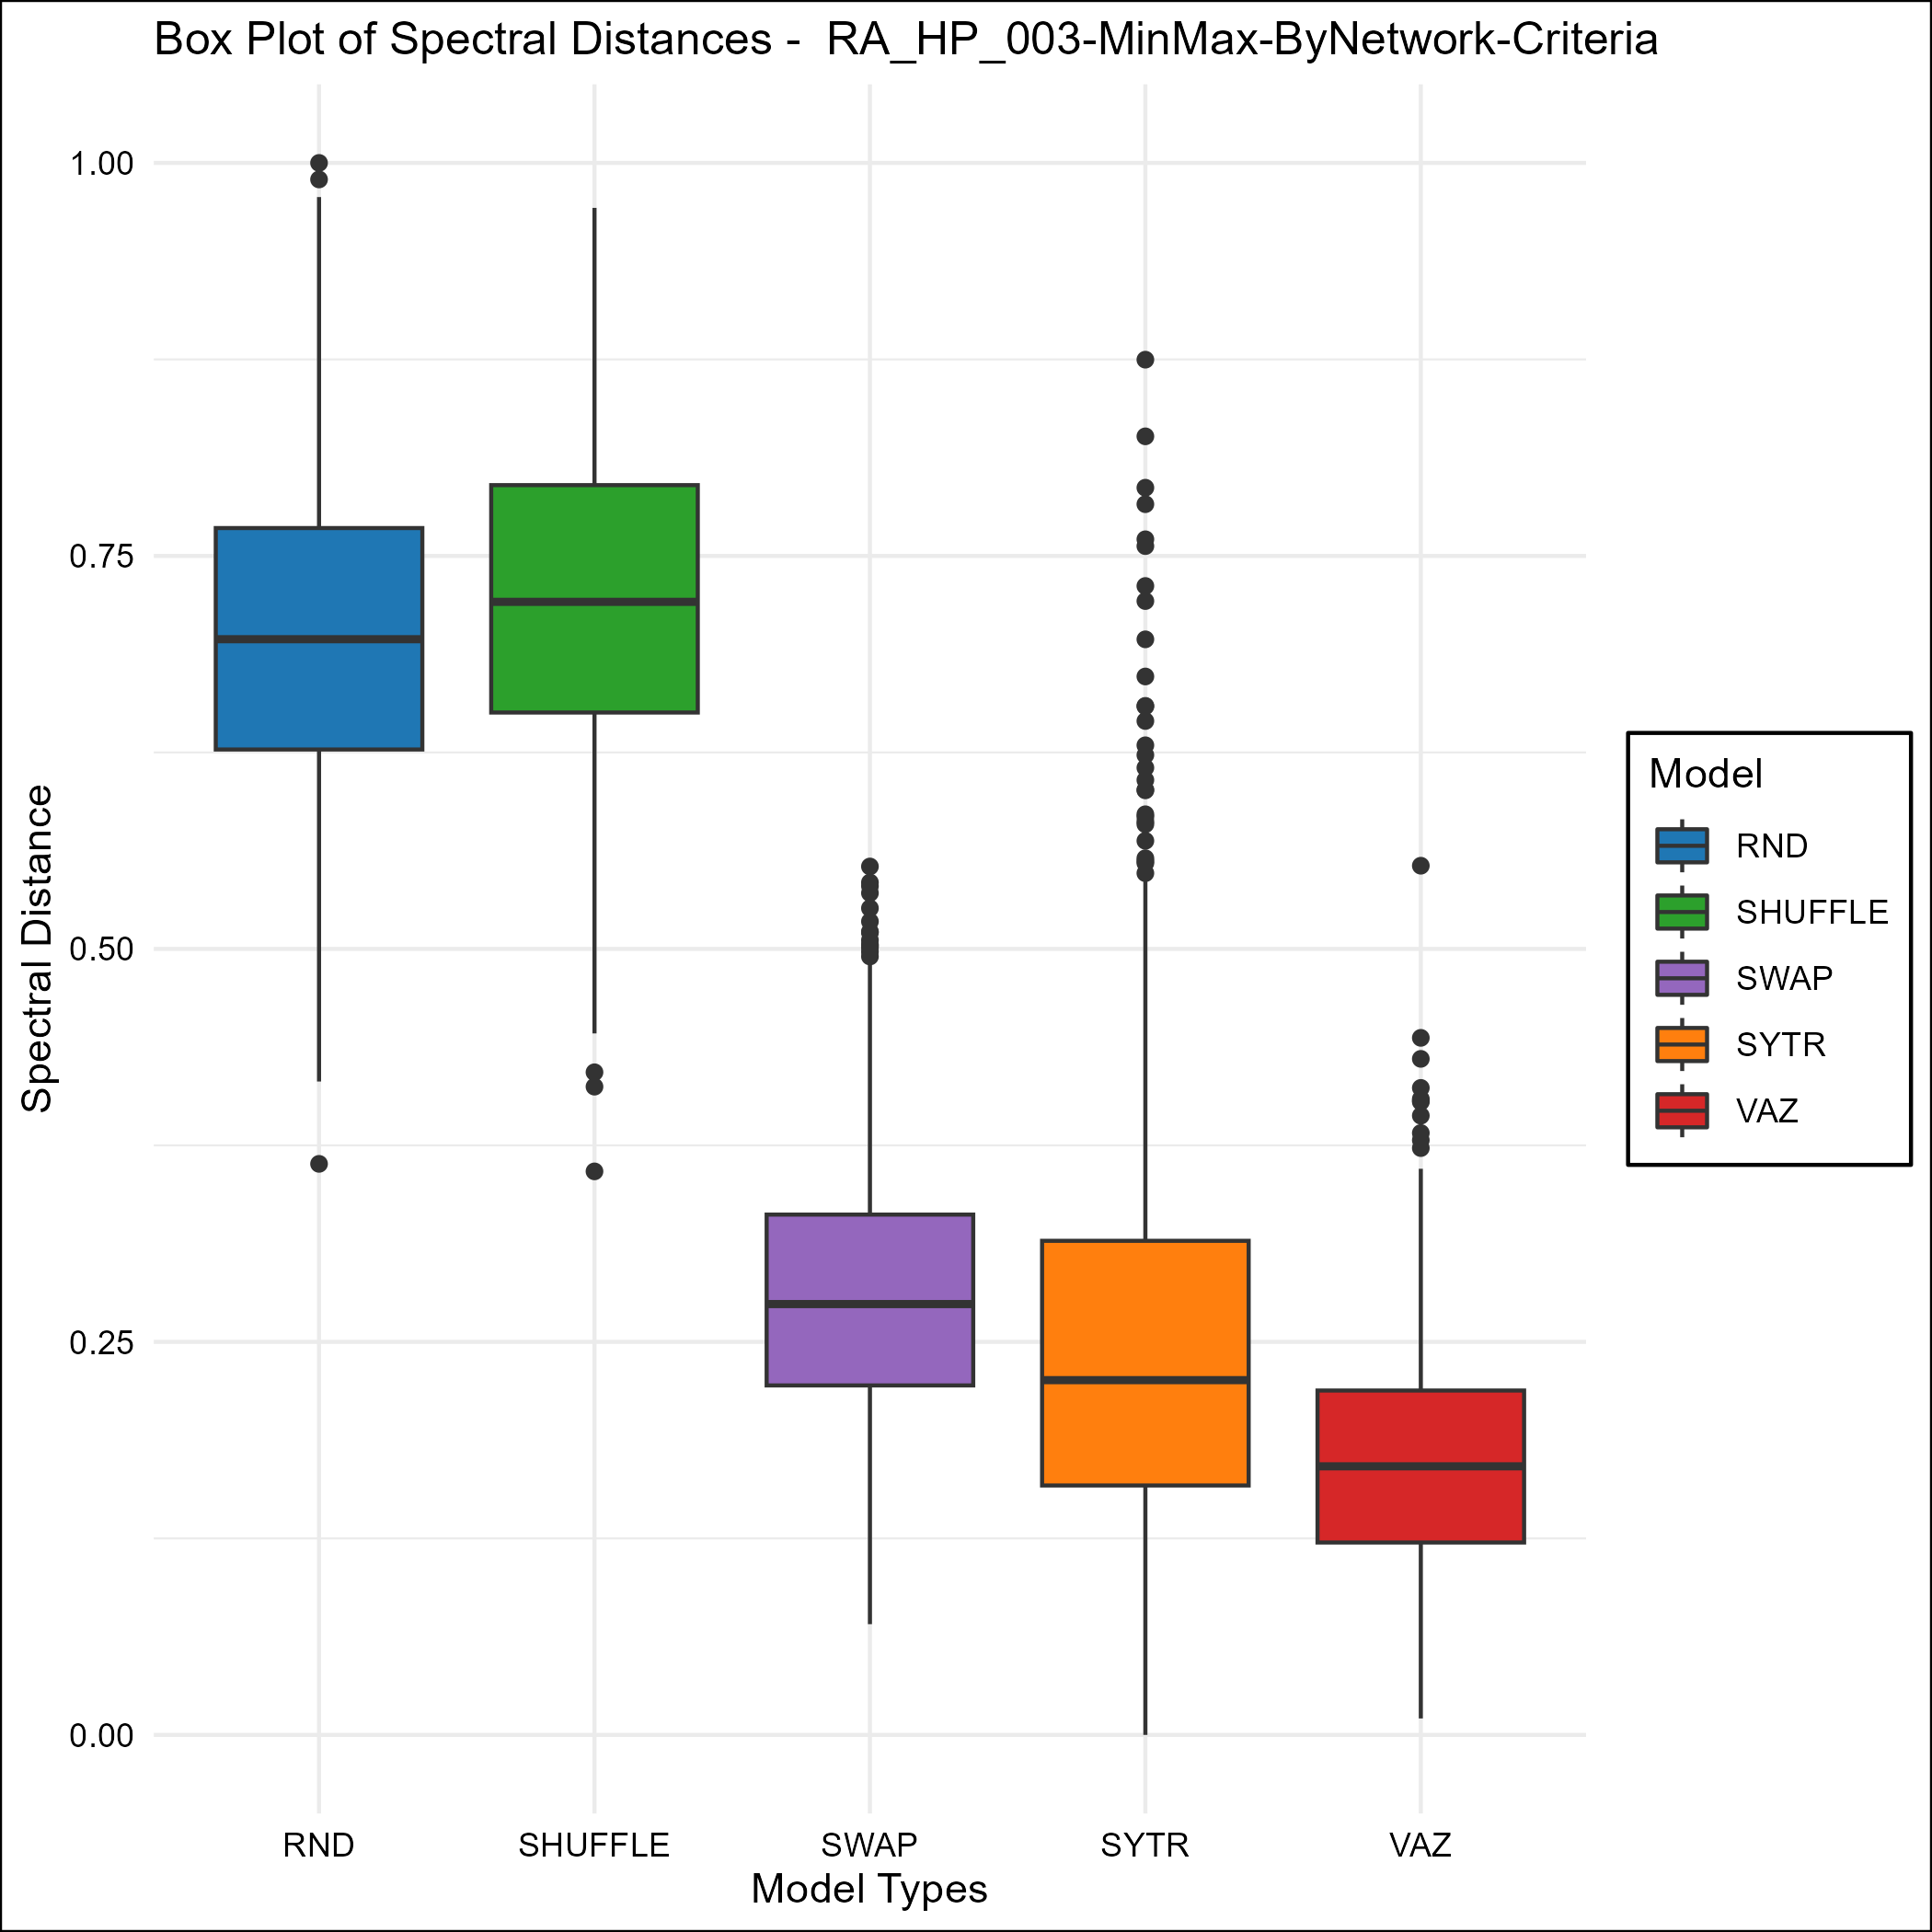 Box Plot of Spectral Distances -  RA_HP_003-MinMax-ByNetwork-Criteria
1.00
0.75
0.50
0.25
0.00
Spectral Distance
RND
SHUFFLE
SWAP
SYTR
VAZ
Model Types
Model
RND
SHUFFLE
SWAP
SYTR
VAZ